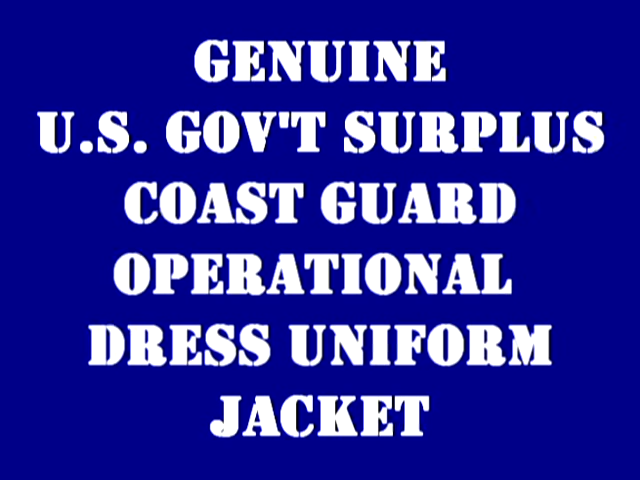 GENUINE
U.S. GOV'T SURPLUS
COAST GUARD
OPERATIONAL
DRESS UNIFORM
JACKET